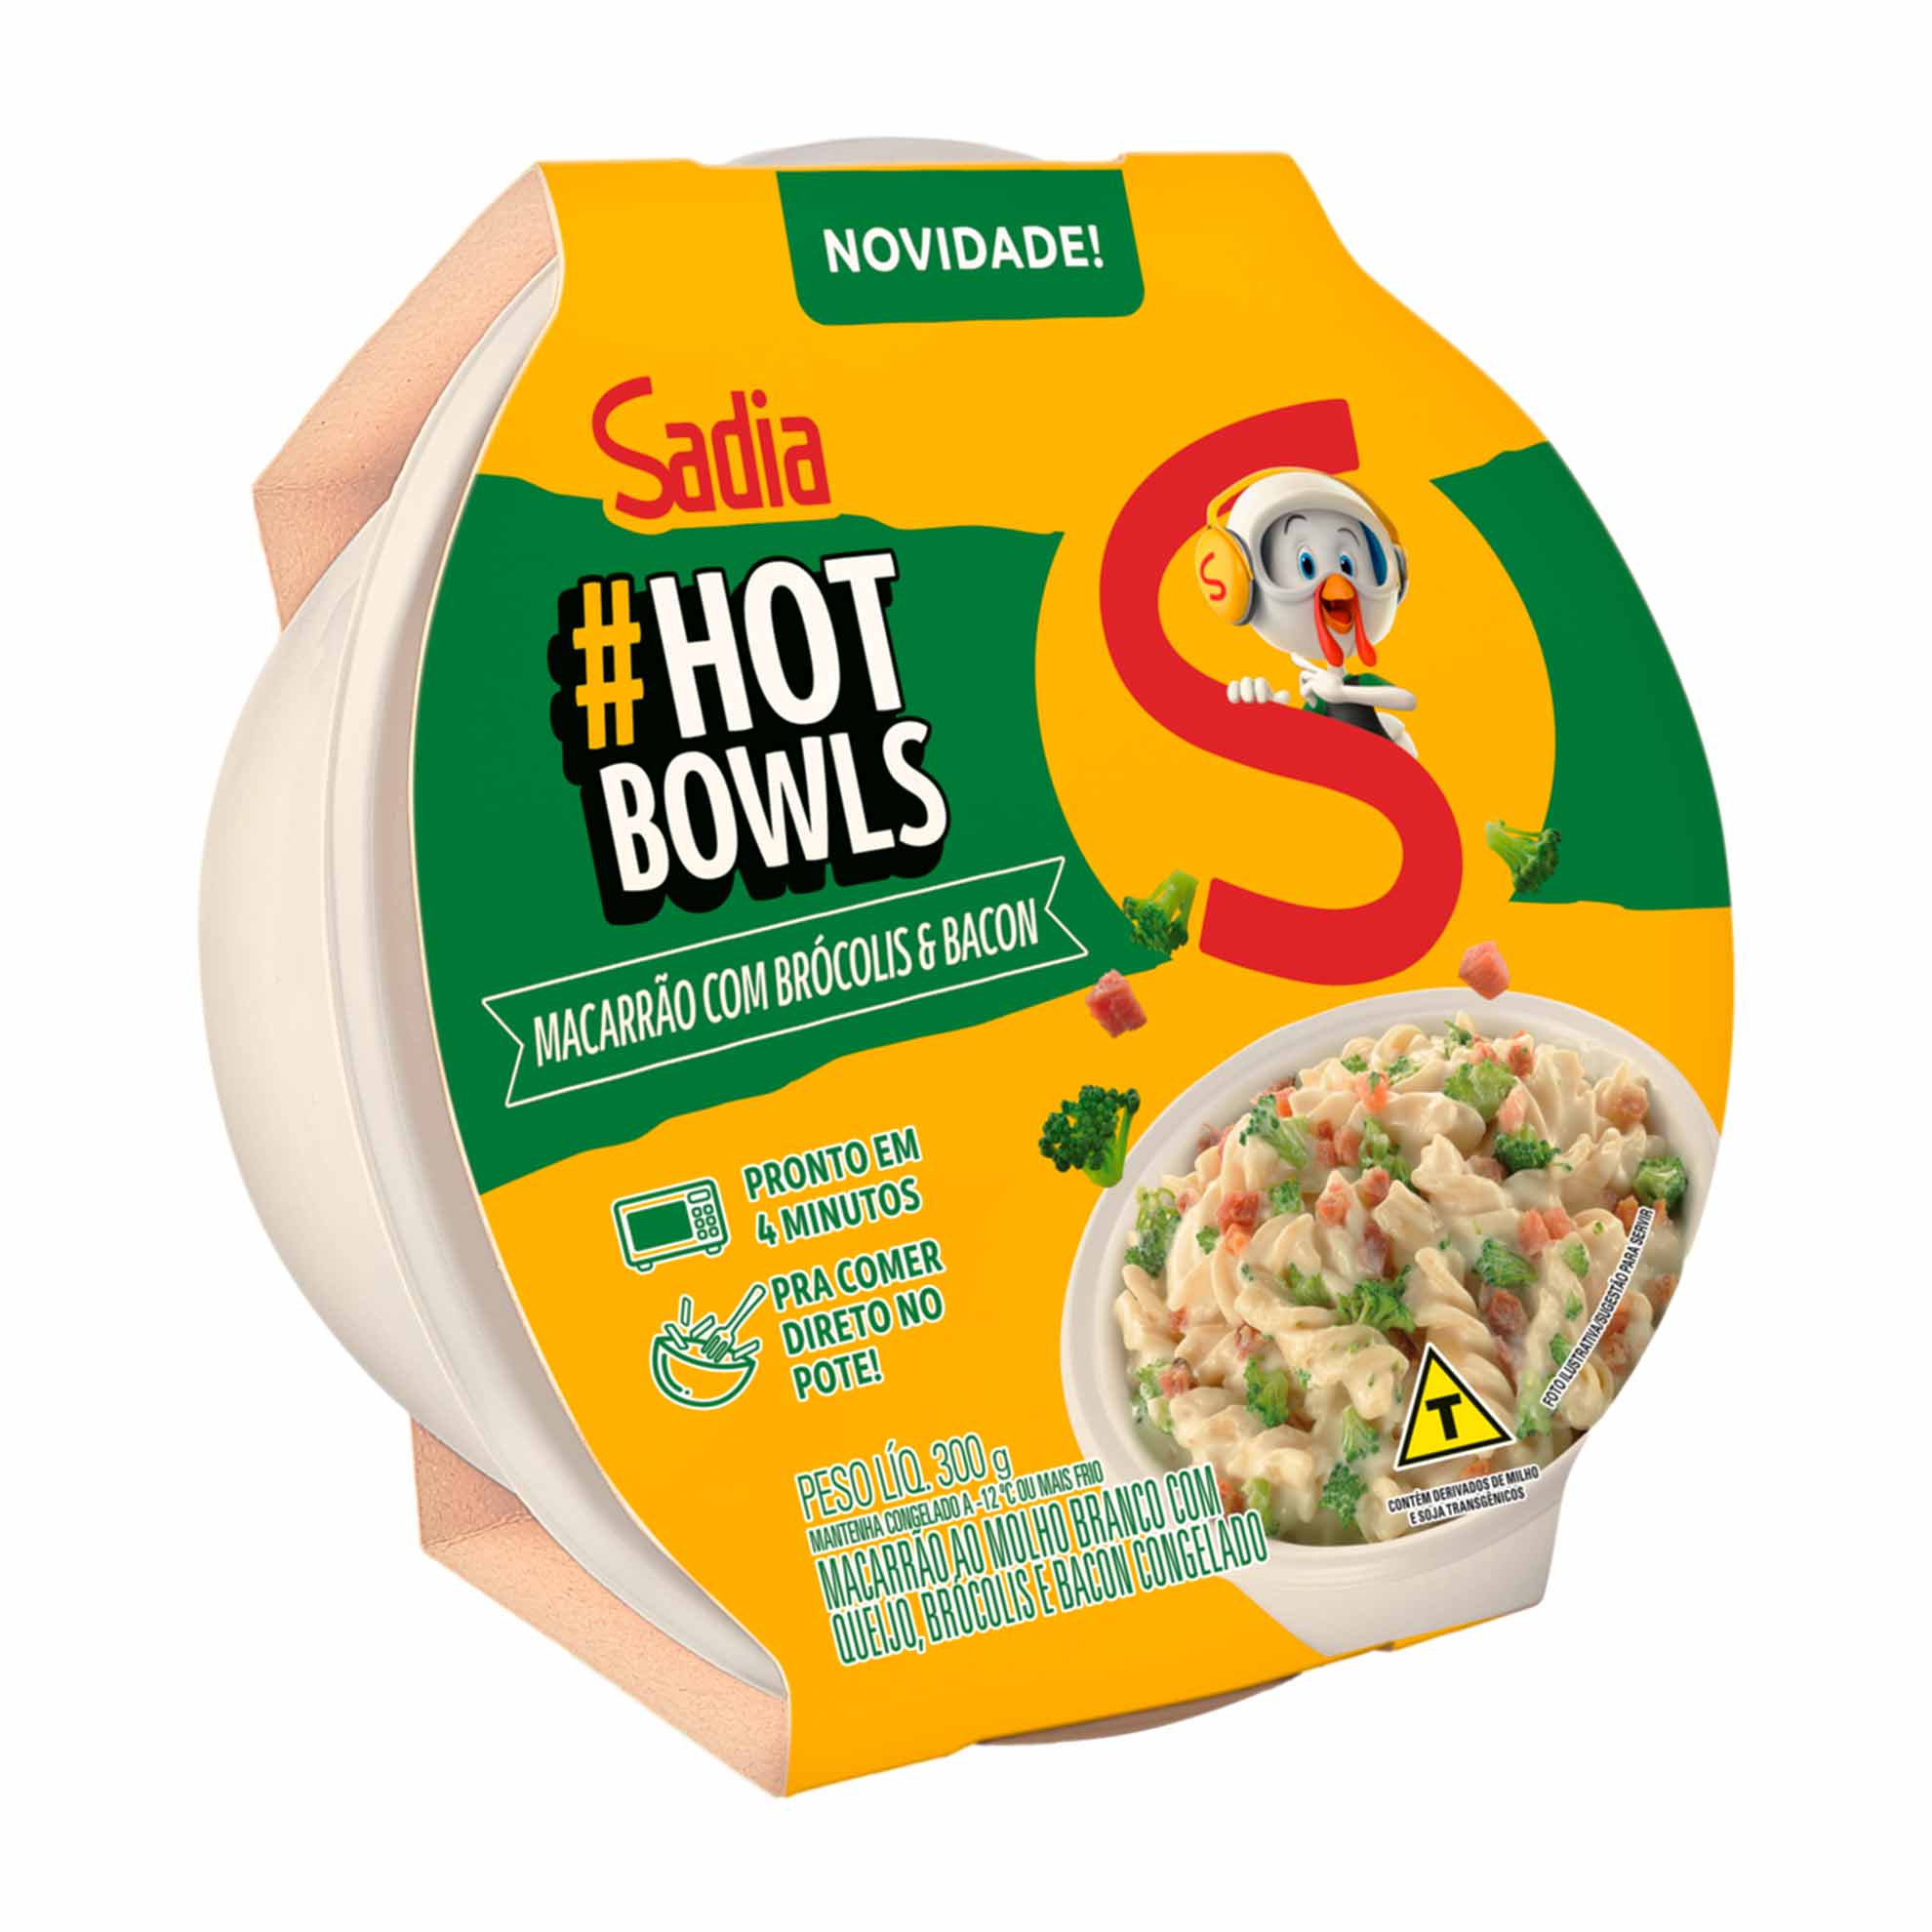 NOVIDADE!
Sadia
#HOT
BOWLS
MACARRÃO COM BRÓCOLIS & BACON
S
S
PRONTO EM
4 MINUTOS
PRA COMER
DIRETO NO
POTE!
PESO LÍQ. 300 g
MANTENHA CONGELADO A -12 °C OU MAIS FRIO
MACARRÃO AO MOLHO BRANCO COM
QUEIJO, BRÓCOLIS E BACON CONGELADO
T
CONTÉM DERIVADOS DE MILHO
E SOJA TRANSGÊNICOS
FOTO ILUSTRATIVA/SUGESTÃO PARA SERVIR